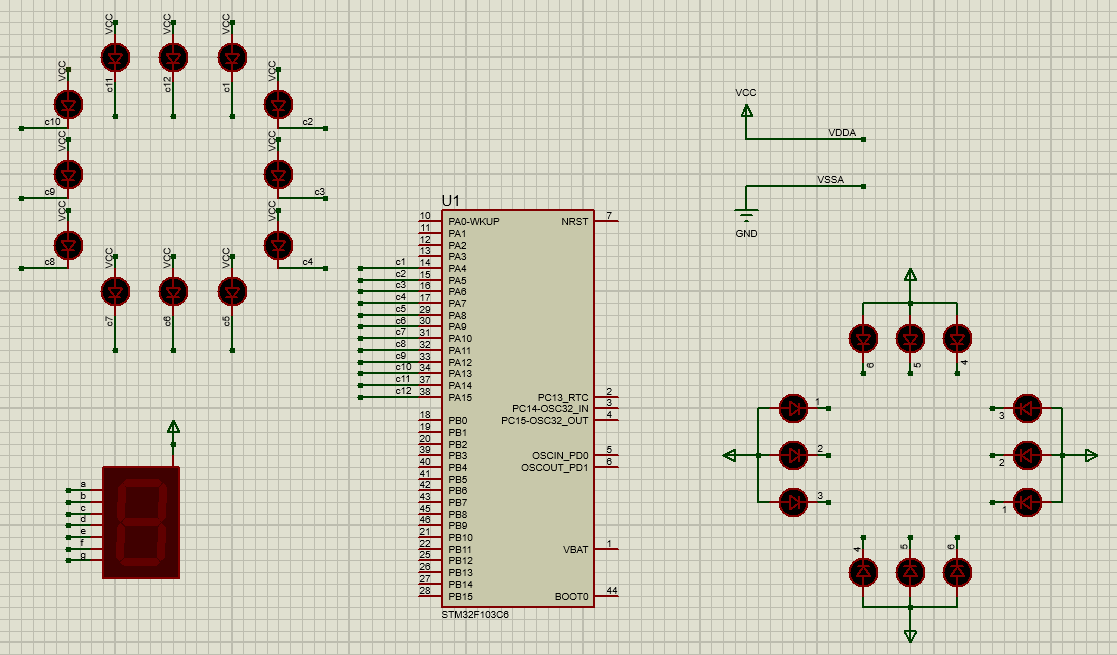 VCC VCC VCC
c11 c12 c1
VCC VCC
c10 c2
VCC VCC
c9 c3
VCC VCC
c8 c4
VCC VCC VCC
c7 c6 c5
a
b
c
d
e
f
g
U1
10 PA0-WKUP NRST 7
11 PA1
12 PA2
13 PA3
c1 14 PA4
c2 15 PA5
c3 16 PA6
c4 17 PA7
c5 29 PA8
c6 30 PA9
c7 31 PA10
c8 32 PA11
c9 33 PA12
c10 34 PA13
c11 37 PA14
c12 38 PA15
PC13_RTC 2
PC14-OSC32_IN 3
18 PB0 PC15-OSC32_OUT 4
19 PB1
20 PB2
39 PB3 OSCIN_PD0 5
40 PB4 OSCOUT_PD1 6
41 PB5
42 PB6
43 PB7
45 PB8
46 PB9
21 PB10
22 PB11 VBAT 1
25 PB12
26 PB13
27 PB14
28 PB15 BOOT0 44
STM32F103C6
VCC
VDDA
VSSA
GND
6 5 4
1 3
2 2
3 1
4 5 6